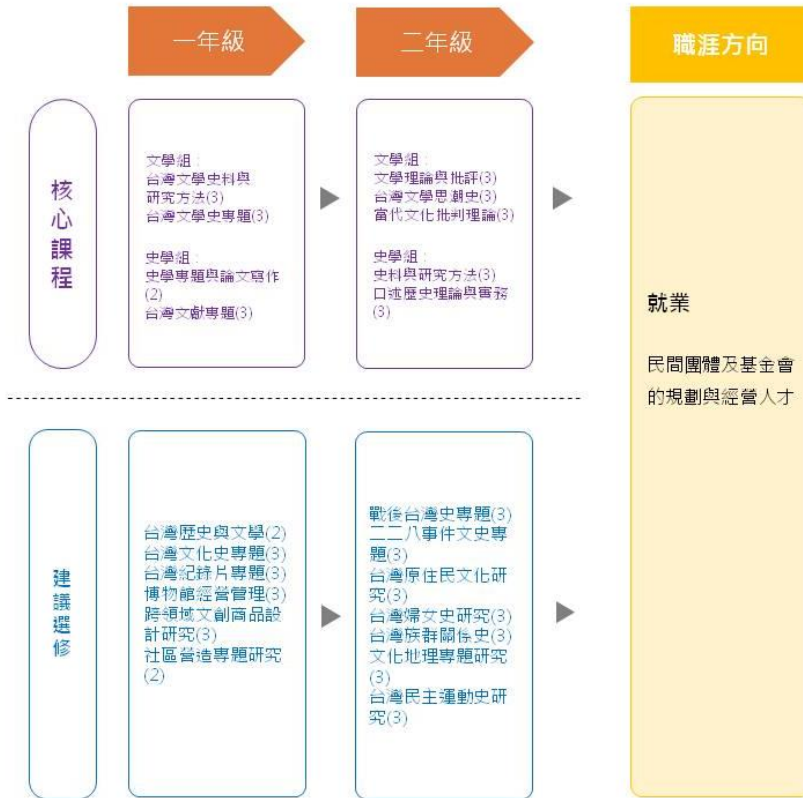 一年級
二年級
職涯方向
核心課程
文學組：
台灣文學史料與
研究方法(3)
台灣文學史專題(3)
史學組：
史學專題與論文寫作
(2)
台灣文獻專題(3)
文學組：
文學理論與批評(3)
台灣文學思潮史(3)
當代文化批判理論(3)
史學組：
史料與研究方法(3)
口述歷史理論與實務
(3)
就業
民間團體及基金會
的規劃與經營人才
建議選修
台灣歷史與文學(2)
台灣文化史專題(3)
台灣紀錄片專題(3)
博物館經營管理(3)
跨領域文創商品設
計研究(3)
社區營造專題研究
(2)
戰後台灣史專題(3)
二二八事件文史專
題(3)
台灣原住民文化研
究(3)
台灣婦女史研究(3)
台灣族群關係史(3)
文化地理專題研究
(3)
台灣民主運動史研
究(3)